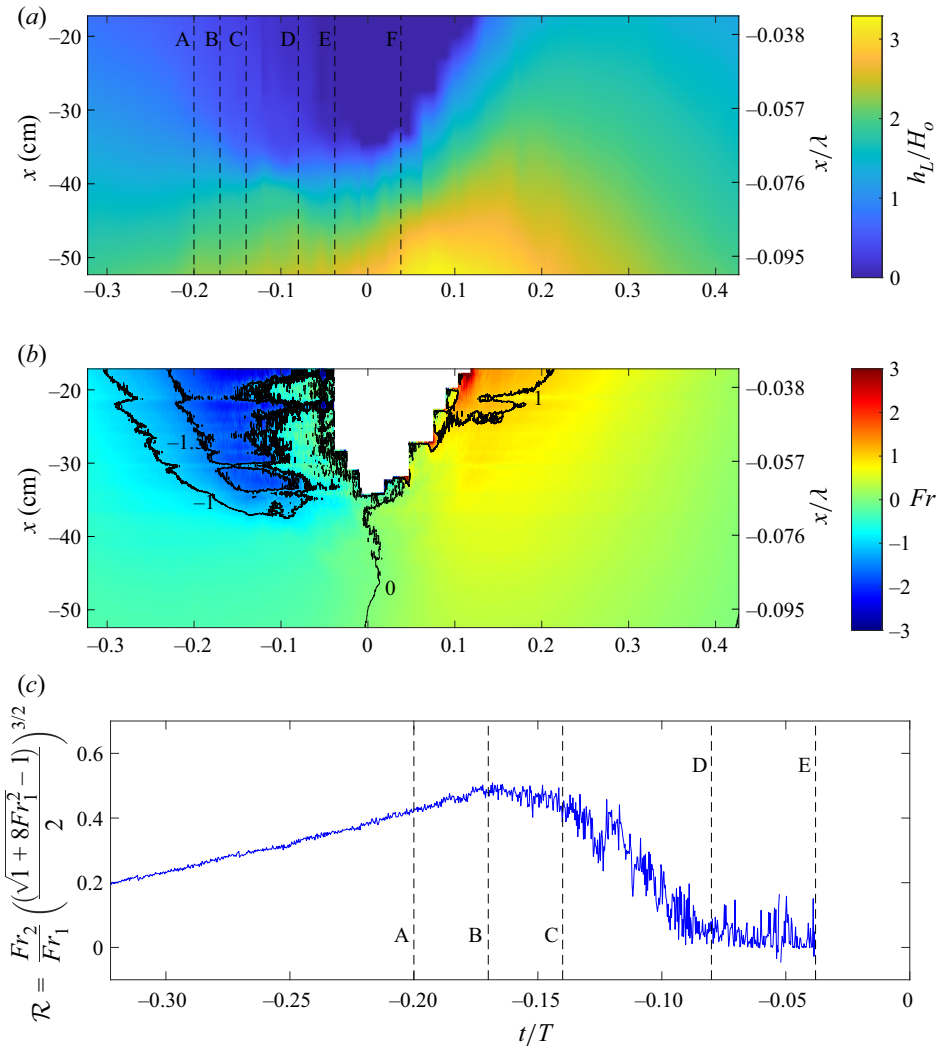 (a)
−20
−30
−40
−50
x (cm)
A B C D E F
−0.038
−0.057
−0.076
−0.095
x/λ
3
2
1
0
h_L/H_o
−0.3 −0.2 −0.1 0 0.1 0.2 0.3 0.4
(b)
−20
−30
−40
−50
x (cm)
−1
−1
0
1
−0.038
−0.057
−0.076
−0.095
x/λ
3
2
1
0
−1
−2
−3
Fr
−0.3 −0.2 −0.1 0 0.1 0.2 0.3 0.4
(c)
ℛ = Fr_2/Fr_1 ((√(1 + 8Fr_1^2) − 1)/2)^{3/2}
0.6
0.4
0.2
0
D E
A B C
−0.30 −0.25 −0.20 −0.15 −0.10 −0.05 0
t/T